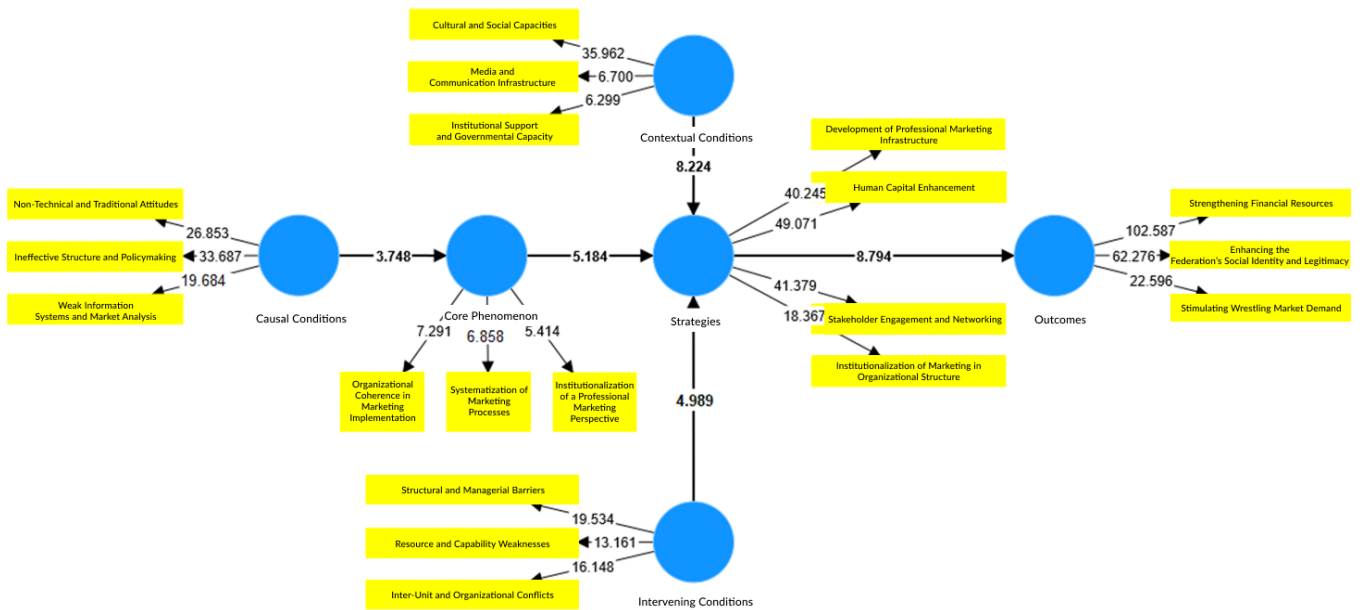 Cultural and Social Capacities
35.962
Media and
Communication Infrastructure
6.700
6.299
Institutional Support
and Governmental Capacity
Contextual Conditions
8.224
Development of Professional Marketing
Infrastructure
40.245
Human Capital Enhancement
49.071
Non-Technical and Traditional Attitudes
26.853
Ineffective Structure and Policymaking
33.687
19.684
Weak Information
Systems and Market Analysis
Causal Conditions
3.748
Core Phenomenon
5.184
7.291
6.858
5.414
Organizational
Coherence in
Marketing
Implementation
Systematization of
Marketing
Processes
Institutionalization
of a Professional
Marketing
Perspective
Strategies
8.794
41.379
18.367
Stakeholder Engagement and Networking
Institutionalization of Marketing in
Organizational Structure
Outcomes
Strengthening Financial Resources
102.587
Enhancing the
Federation's Social Identity and Legitimacy
62.276
22.596
Stimulating Wrestling Market Demand
4.989
Structural and Managerial Barriers
19.534
Resource and Capability Weaknesses
13.161
16.148
Inter-Unit and Organizational Conflicts
Intervening Conditions